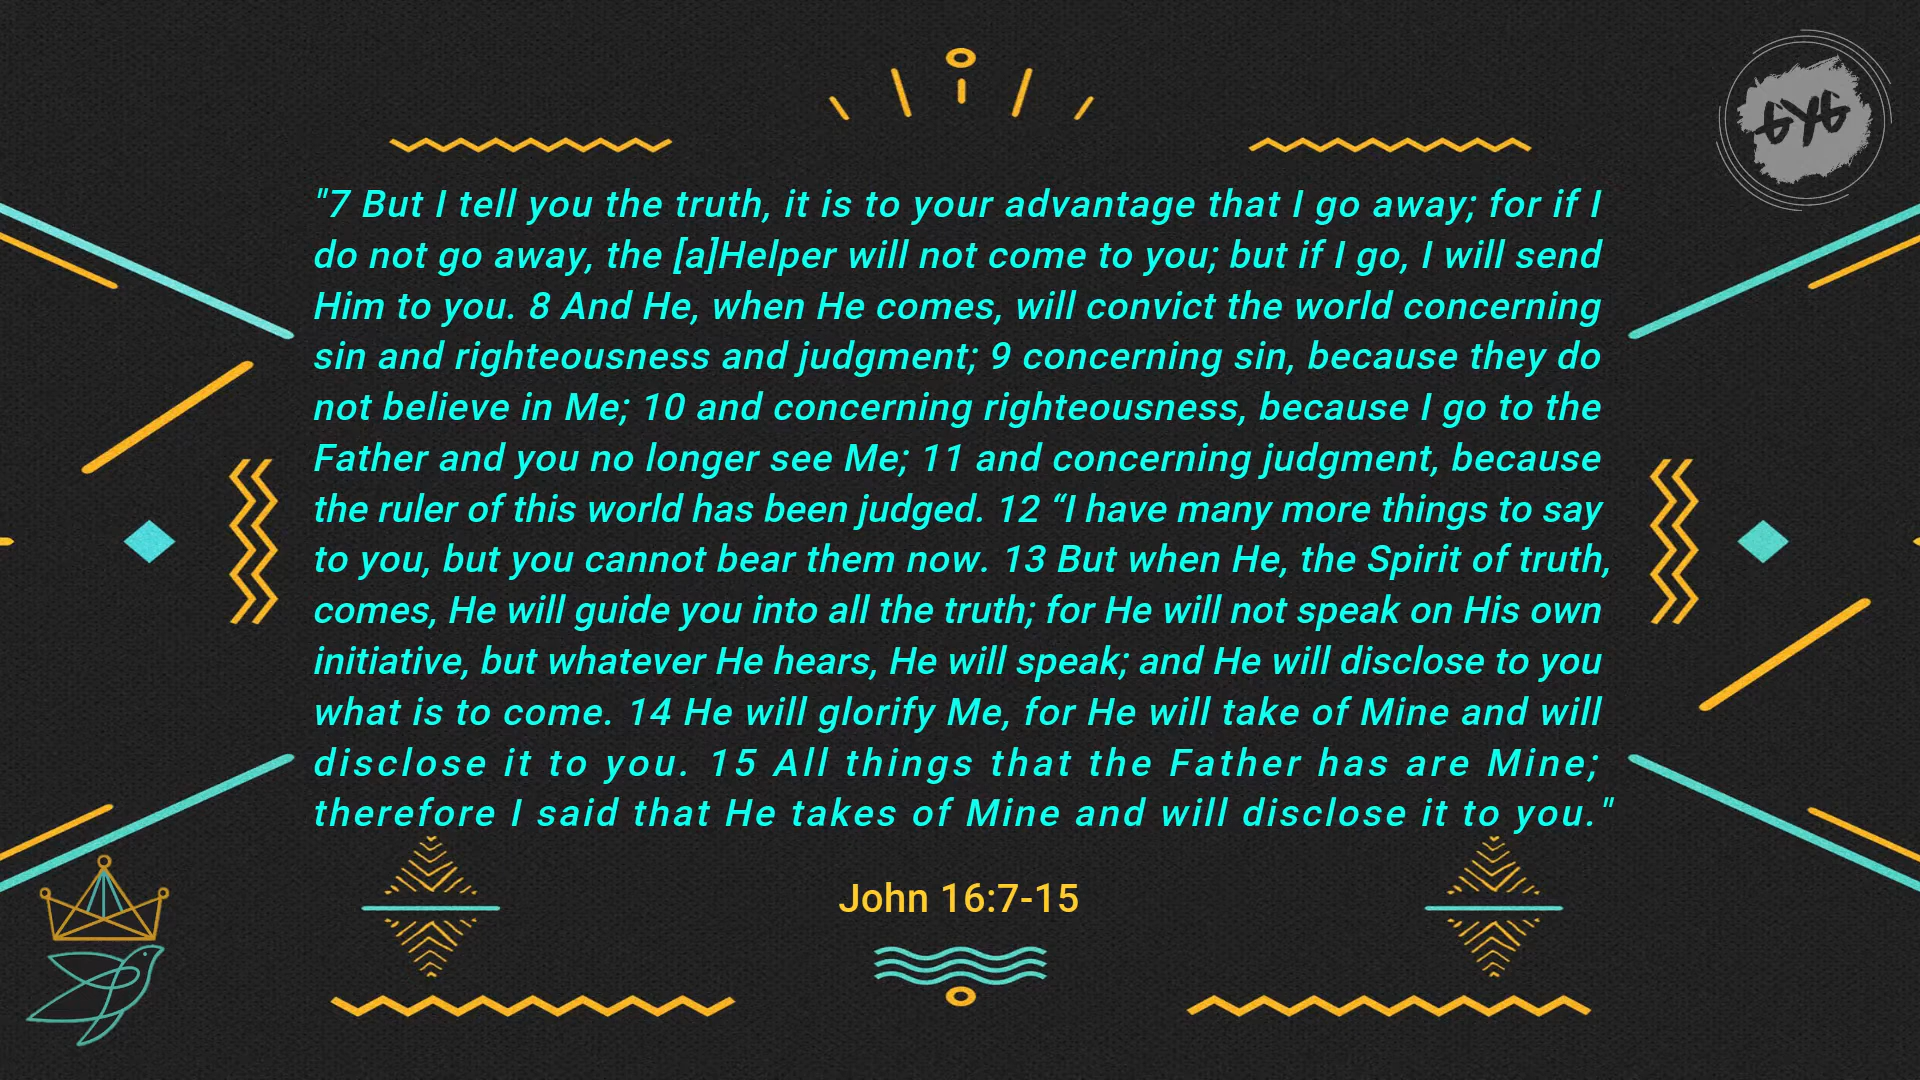 GYG
"7 But I tell you the truth, it is to your advantage that I go away; for if I
do not go away, the [a]Helper will not come to you; but if I go, I will send
Him to you. 8 And He, when He comes, will convict the world concerning
sin and righteousness and judgment; 9 concerning sin, because they do
not believe in Me; 10 and concerning righteousness, because I go to the
Father and you no longer see Me; 11 and concerning judgment, because
the ruler of this world has been judged. 12 “I have many more things to say
to you, but you cannot bear them now. 13 But when He, the Spirit of truth,
comes, He will guide you into all the truth; for He will not speak on His own
initiative, but whatever He hears, He will speak; and He will disclose to you
what is to come. 14 He will glorify Me, for He will take of Mine and will
disclose it to you. 15 All things that the Father has are Mine;
therefore I said that He takes of Mine and will disclose it to you."
John 16:7-15